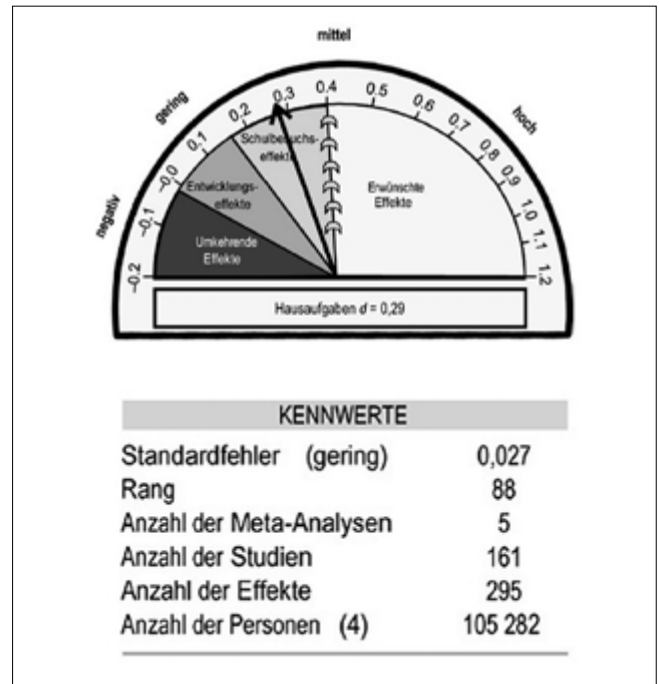 mittel
gering
hoch
negativ
–0.2
–0.1
–0.0
0.1
0.2
0.3
0.4
0.5
0.6
0.7
0.8
0.9
1.0
1.1
1.2
Schulbesuchs-
effekte
Entwicklungs-
effekte
Umkehrende
Effekte
Erwünschte
Effekte
Hausaufgaben d = 0,29
KENNWERTE
Standardfehler (gering) 0,027
Rang 88
Anzahl der Meta-Analysen 5
Anzahl der Studien 161
Anzahl der Effekte 295
Anzahl der Personen (4) 105 282